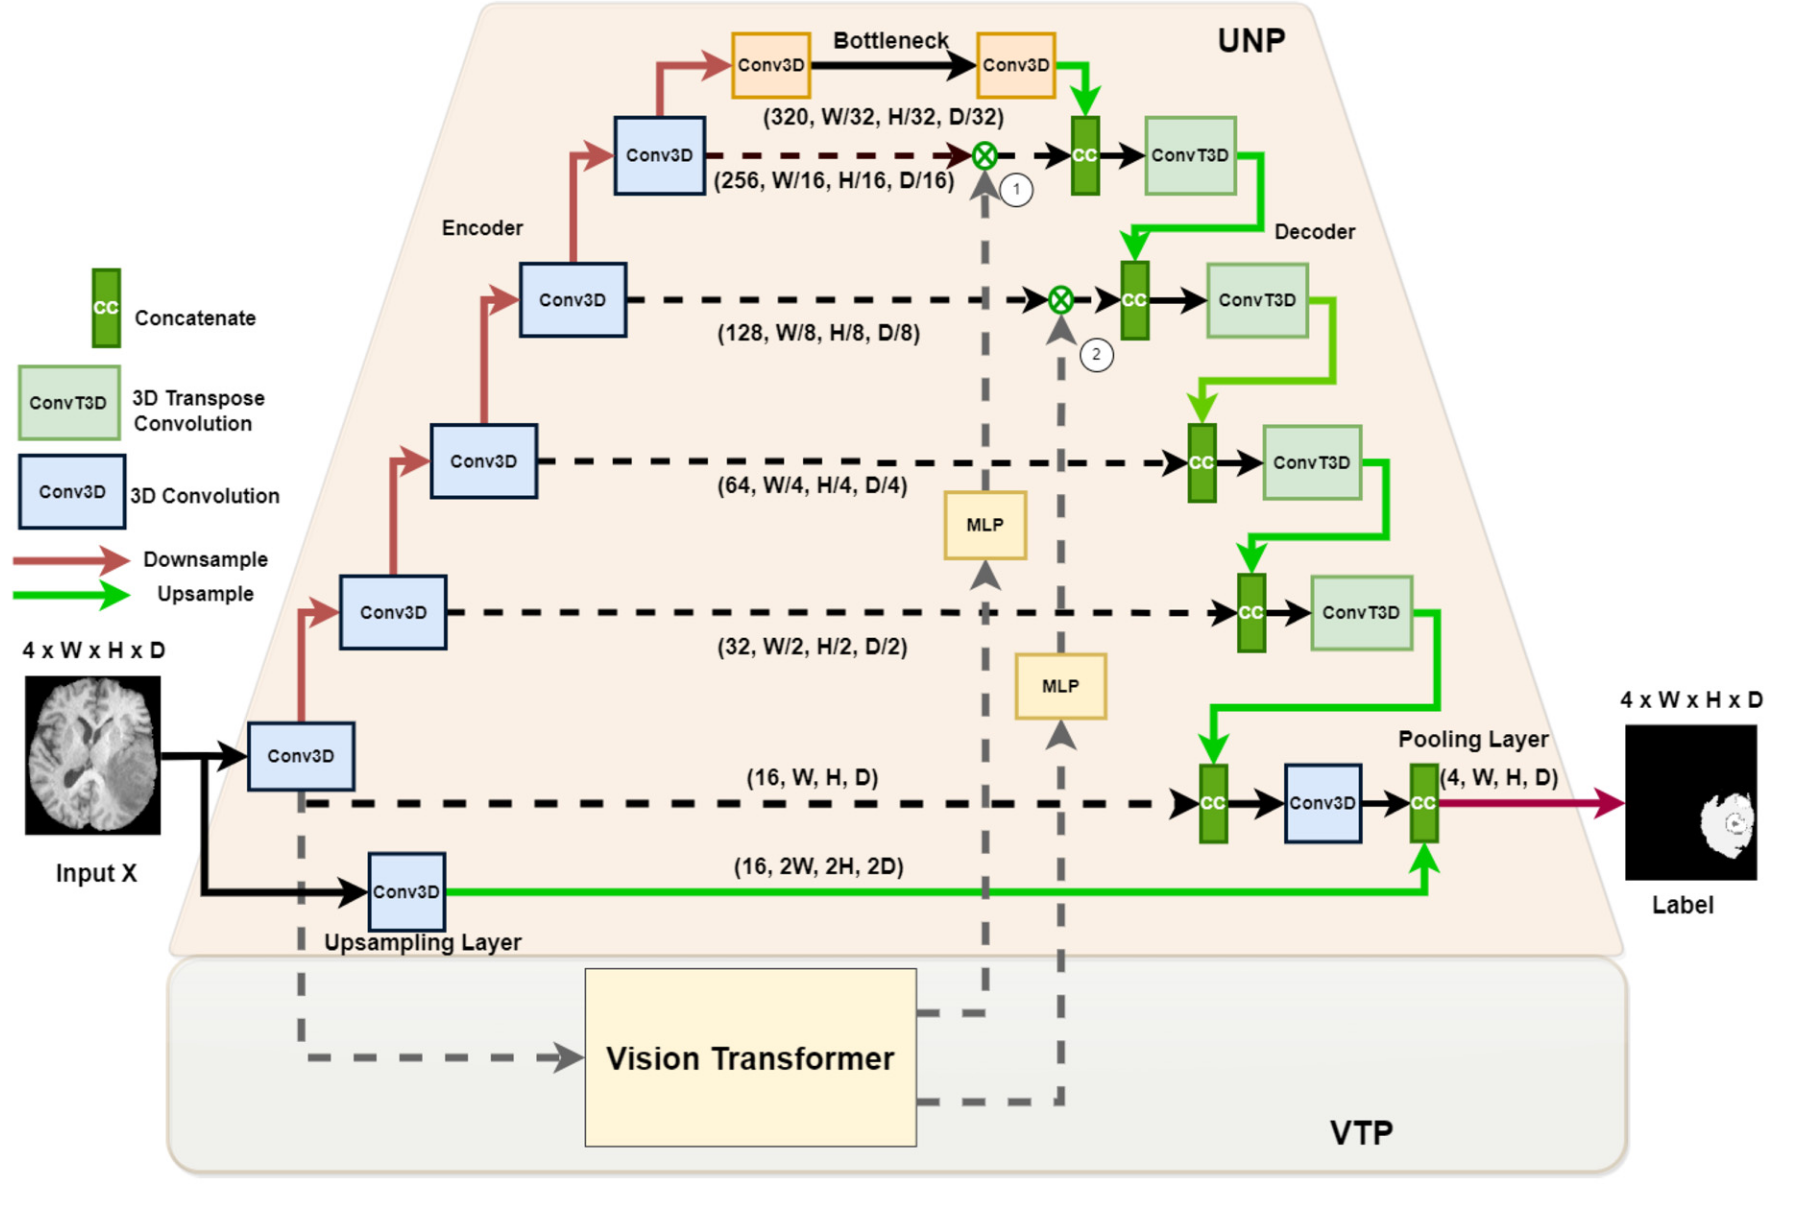 UNP
Bottleneck
Conv3D
Conv3D
(320, W/32, H/32, D/32)
Conv3D
CC
ConvT3D
(256, W/16, H/16, D/16)
1
Encoder
Decoder
Conv3D
CC
ConvT3D
(128, W/8, H/8, D/8)
2
CC
Concatenate
ConvT3D
3D Transpose
Convolution
Conv3D
3D Convolution
Downsample
Upsample
Conv3D
CC
ConvT3D
(64, W/4, H/4, D/4)
MLP
Conv3D
CC
ConvT3D
(32, W/2, H/2, D/2)
MLP
4 x W x H x D
Input X
Conv3D
(16, W, H, D)
CC
Conv3D
CC
Pooling Layer
(4, W, H, D)
4 x W x H x D
Label
Conv3D
(16, 2W, 2H, 2D)
Upsampling Layer
Vision Transformer
VTP